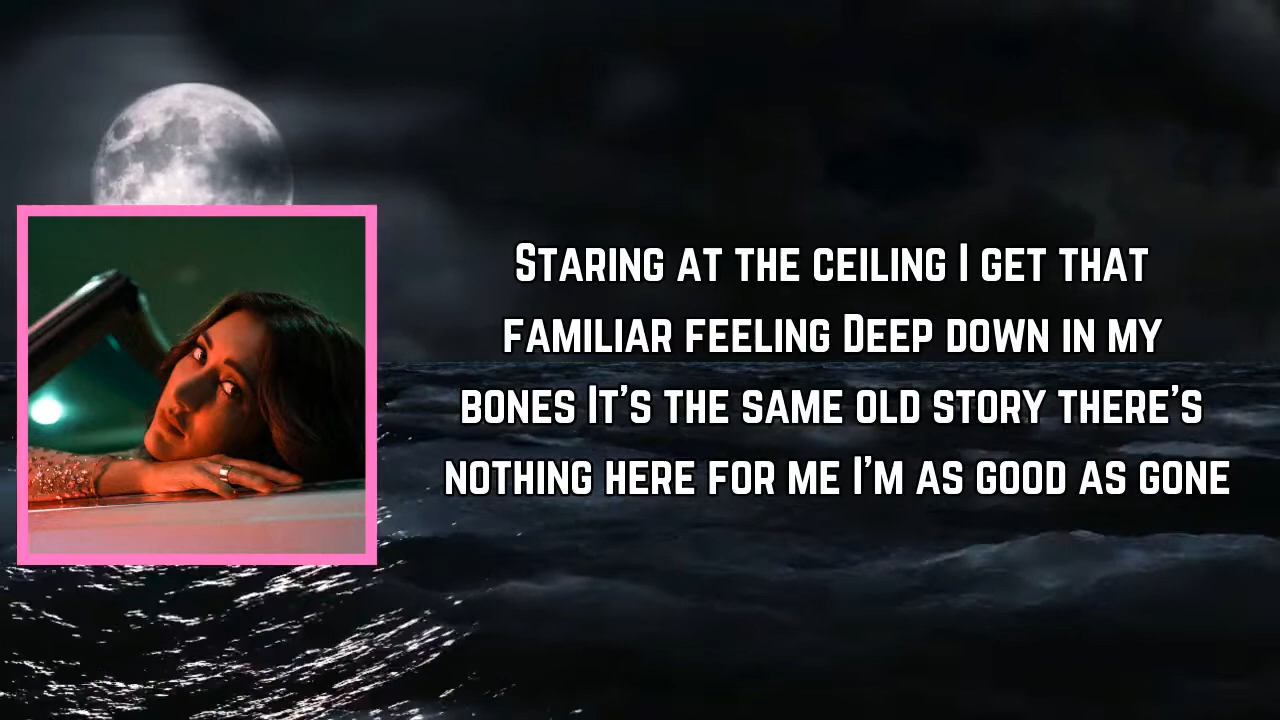 Staring at the ceiling I get that
familiar feeling Deep down in my
bones It's the same old story there's
nothing here for me I'm as good as gone